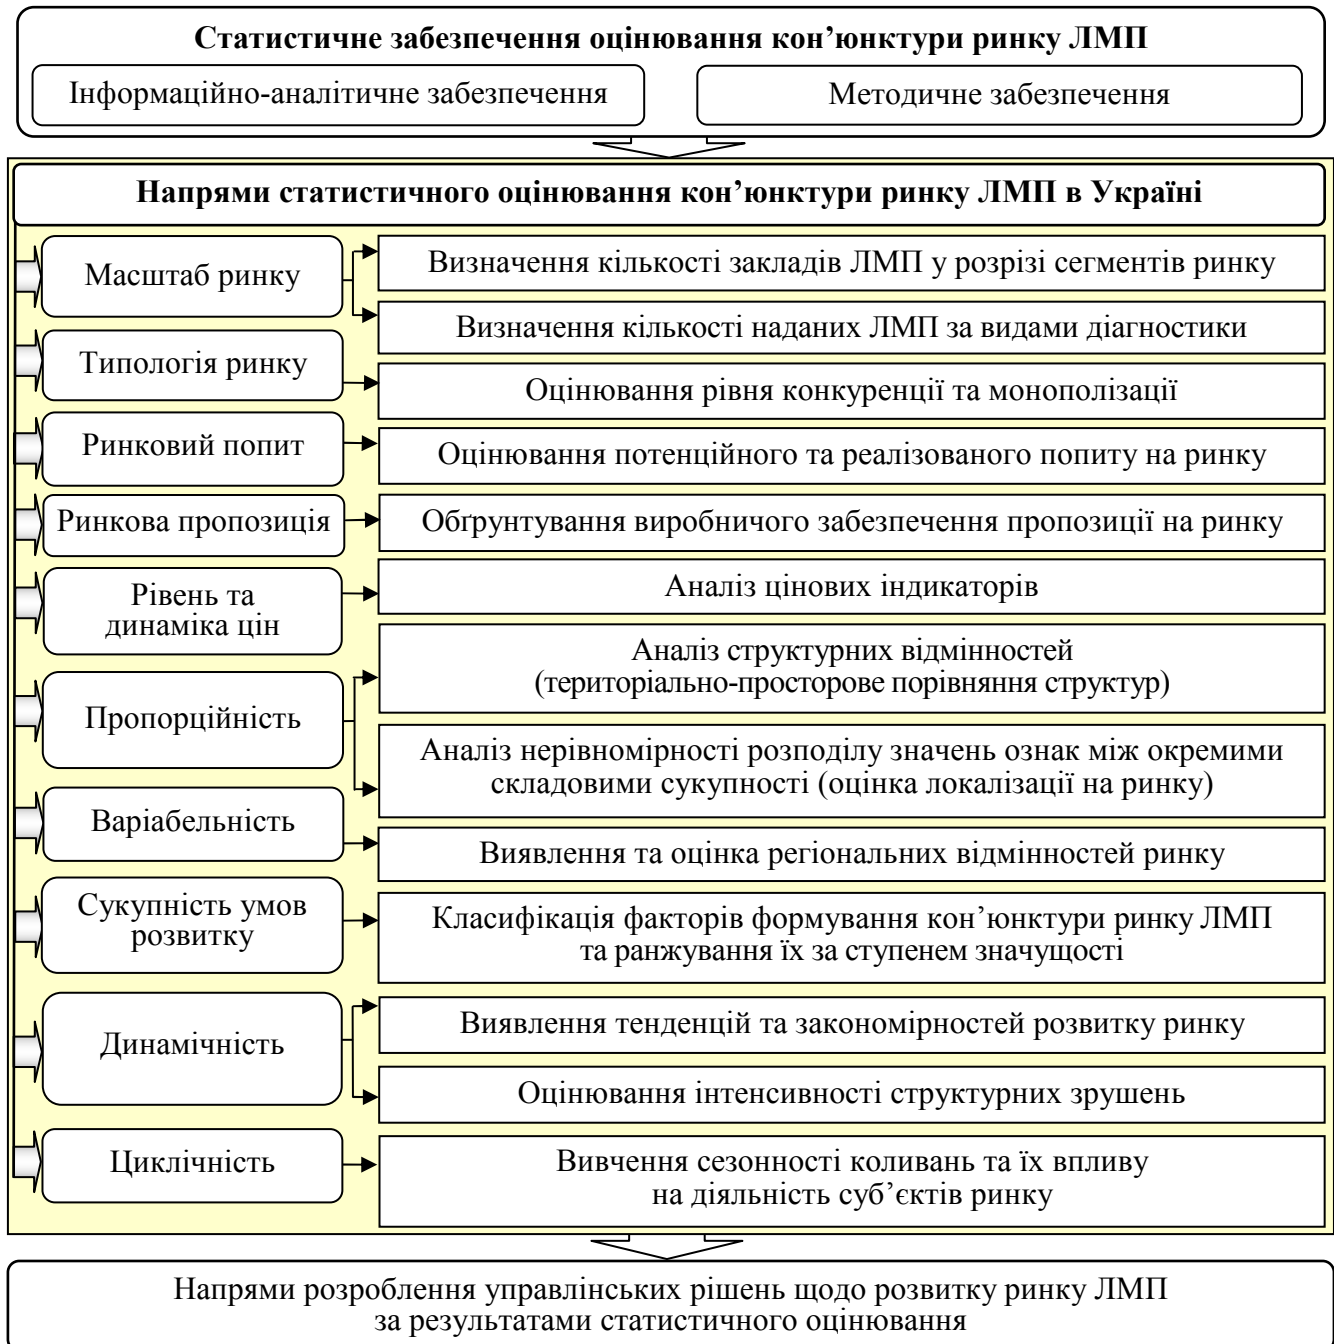 Статистичне забезпечення оцінювання кон’юнктури ринку ЛМП
Інформаційно-аналітичне забезпечення
Методичне забезпечення
Напрями статистичного оцінювання кон’юнктури ринку ЛМП в Україні
Масштаб ринку
Визначення кількості закладів ЛМП у розрізі сегментів ринку
Визначення кількості наданих ЛМП за видами діагностики
Типологія ринку
Оцінювання рівня конкуренції та монополізації
Ринковий попит
Оцінювання потенційного та реалізованого попиту на ринку
Ринкова пропозиція
Обґрунтування виробничого забезпечення пропозиції на ринку
Рівень та
динаміка цін
Аналіз цінових індикаторів
Пропорційність
Аналіз структурних відмінностей
(територіально-просторове порівняння структур)
Аналіз нерівномірності розподілу значень ознак між окремими
складовими сукупності (оцінка локалізації на ринку)
Варіабельність
Виявлення та оцінка регіональних відмінностей ринку
Сукупність умов
розвитку
Класифікація факторів формування кон’юнктури ринку ЛМП
та ранжування їх за ступенем значущості
Динамічність
Виявлення тенденцій та закономірностей розвитку ринку
Оцінювання інтенсивності структурних зрушень
Циклічність
Вивчення сезонності коливань та їх впливу
на діяльність суб’єктів ринку
Напрями розроблення управлінських рішень щодо розвитку ринку ЛМП
за результатами статистичного оцінювання